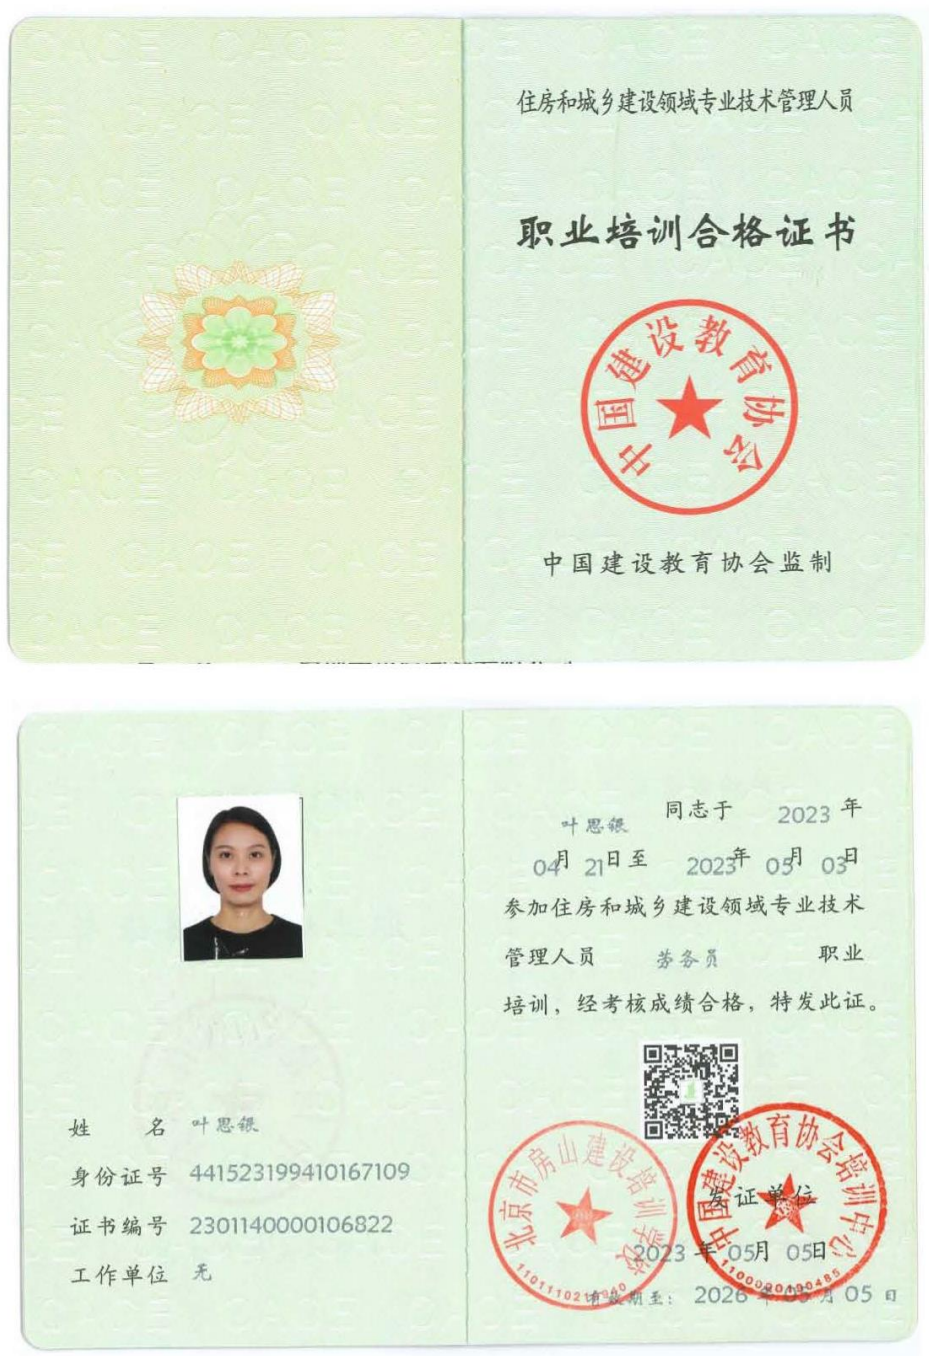 住房和城乡建设领域专业技术管理人员
职业培训合格证书
中国建设教育协会
中国建设教育协会监制
叶思银 同志于 2023 年
04月 21日至 2023年 05月 03日
参加住房和城乡建设领域专业技术
管理人员 劳务员 职业
培训，经考核成绩合格，特发此证。
姓 名 叶思银
身份证号 441523199410167109
证书编号 2301140000106822
工作单位 无
北京市房山建设培训学校
中国建设教育协会培训中心
发证单位
2023 年 05月 05日
有效期至： 2026 年 05 月 05 日